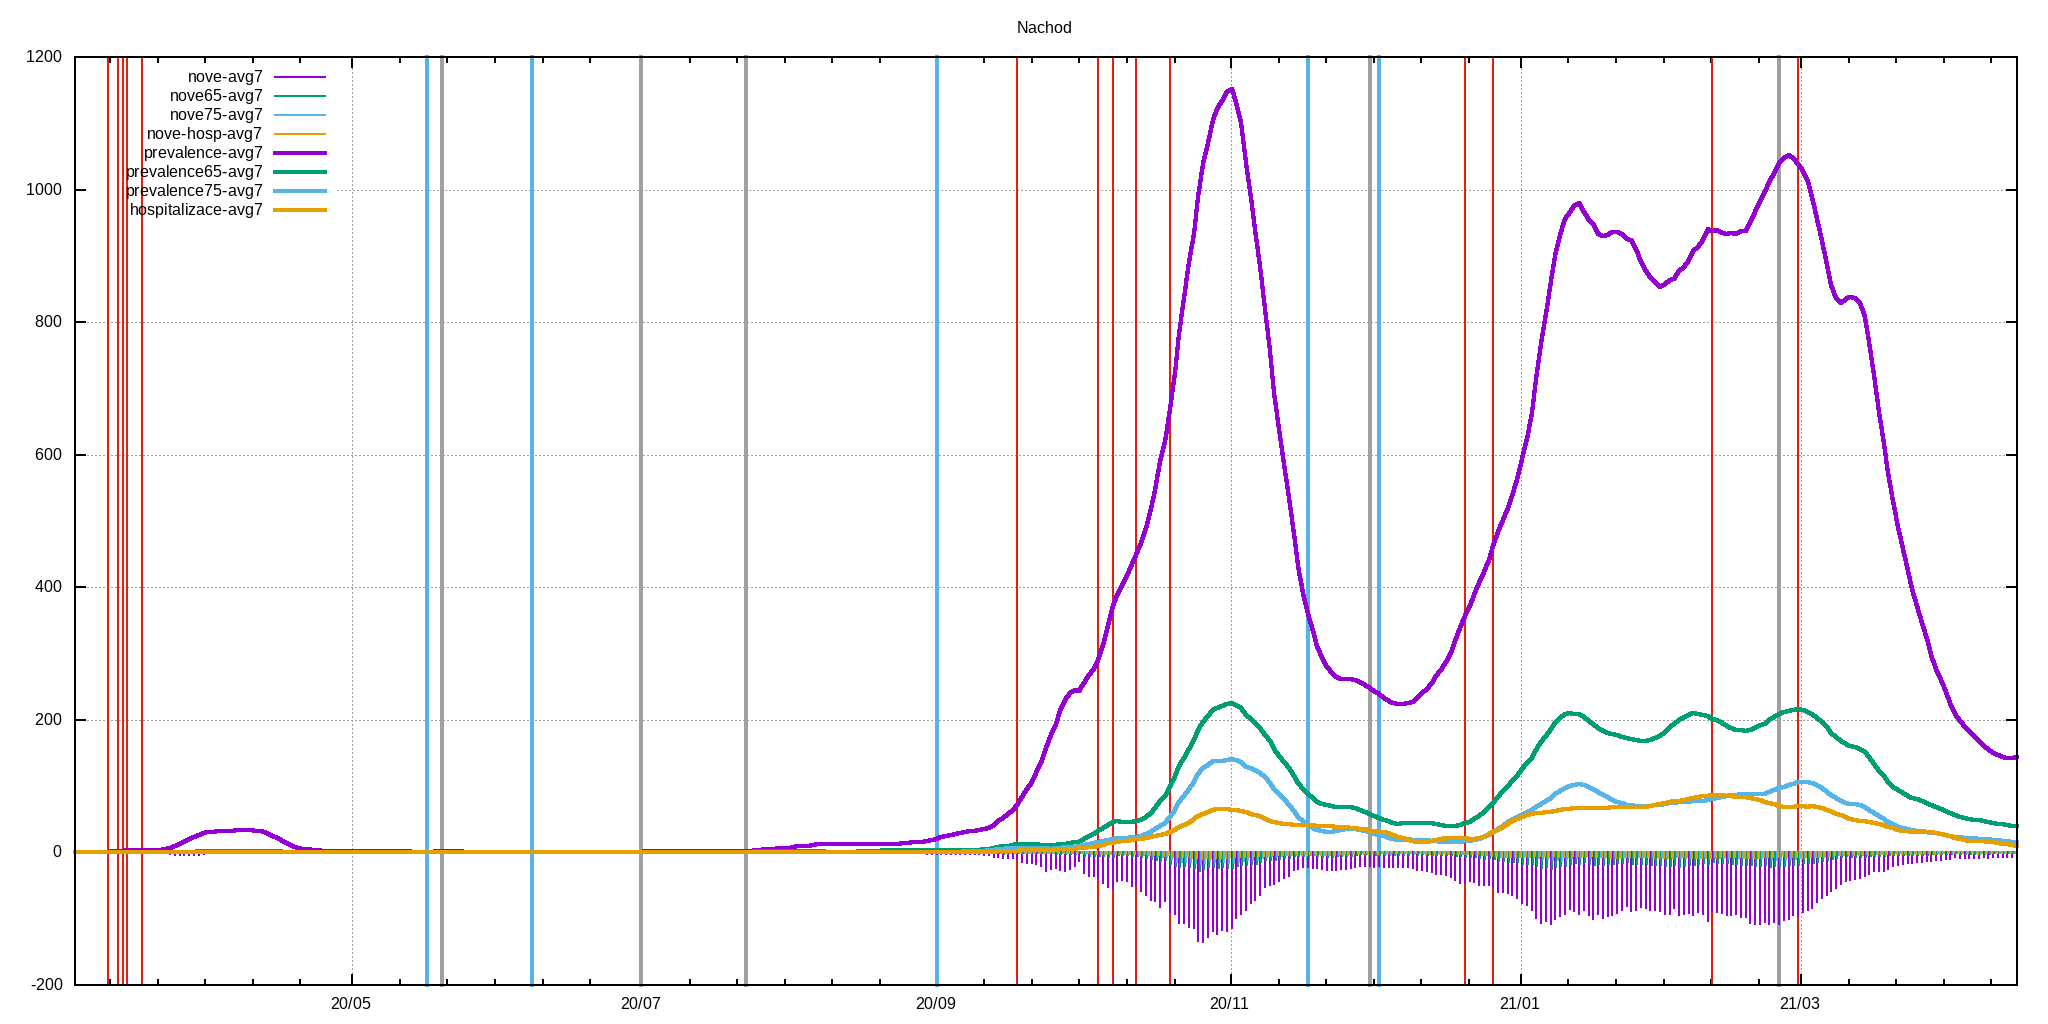 Nachod
1200
1000
800
600
400
200
0
-200
nove-avg7
nove65-avg7
nove75-avg7
nove-hosp-avg7
prevalence-avg7
prevalence65-avg7
prevalence75-avg7
hospitalizace-avg7
20/05
20/07
20/09
20/11
21/01
21/03